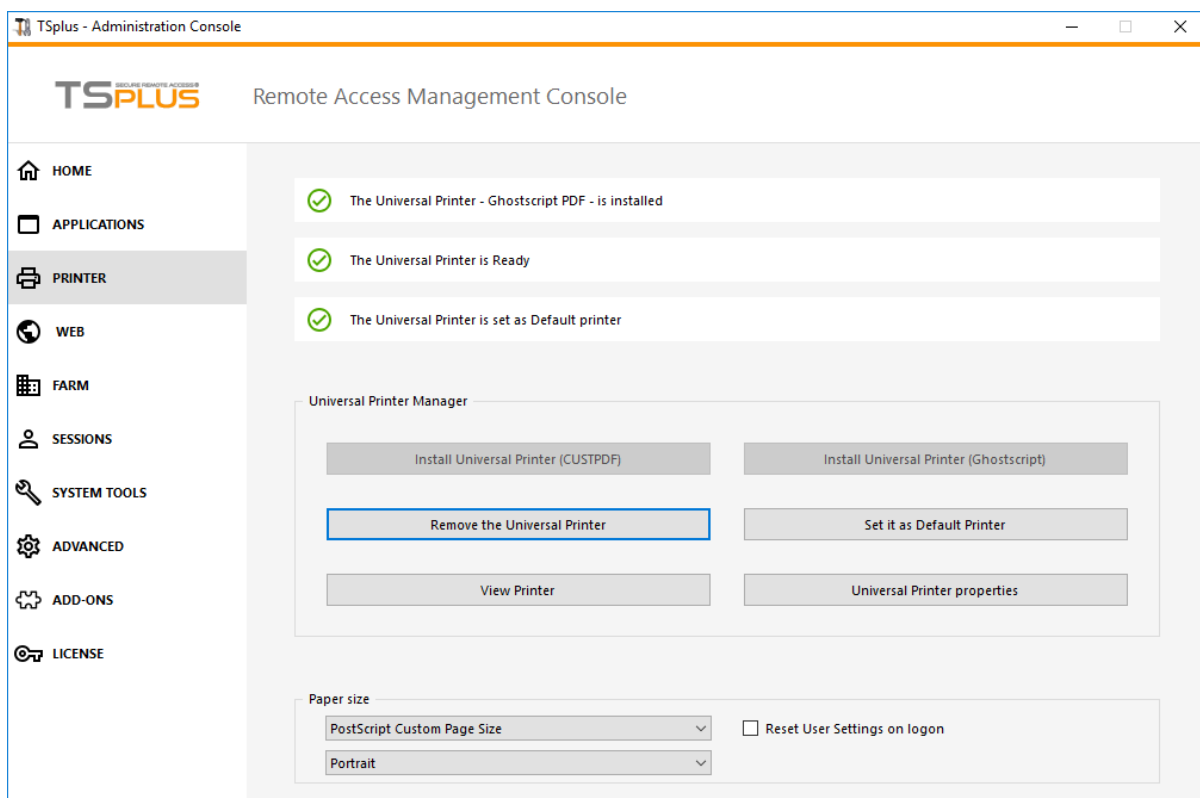 TSplus - Administration Console
TSPLUS SECURE REMOTE ACCESS®
Remote Access Management Console
HOME
APPLICATIONS
PRINTER
WEB
FARM
SESSIONS
SYSTEM TOOLS
ADVANCED
ADD-ONS
LICENSE
The Universal Printer - Ghostscript PDF - is installed
The Universal Printer is Ready
The Universal Printer is set as Default printer
Universal Printer Manager
Install Universal Printer (CUSTPDF)
Install Universal Printer (Ghostscript)
Remove the Universal Printer
Set it as Default Printer
View Printer
Universal Printer properties
Paper size
PostScript Custom Page Size
Reset User Settings on logon
Portrait